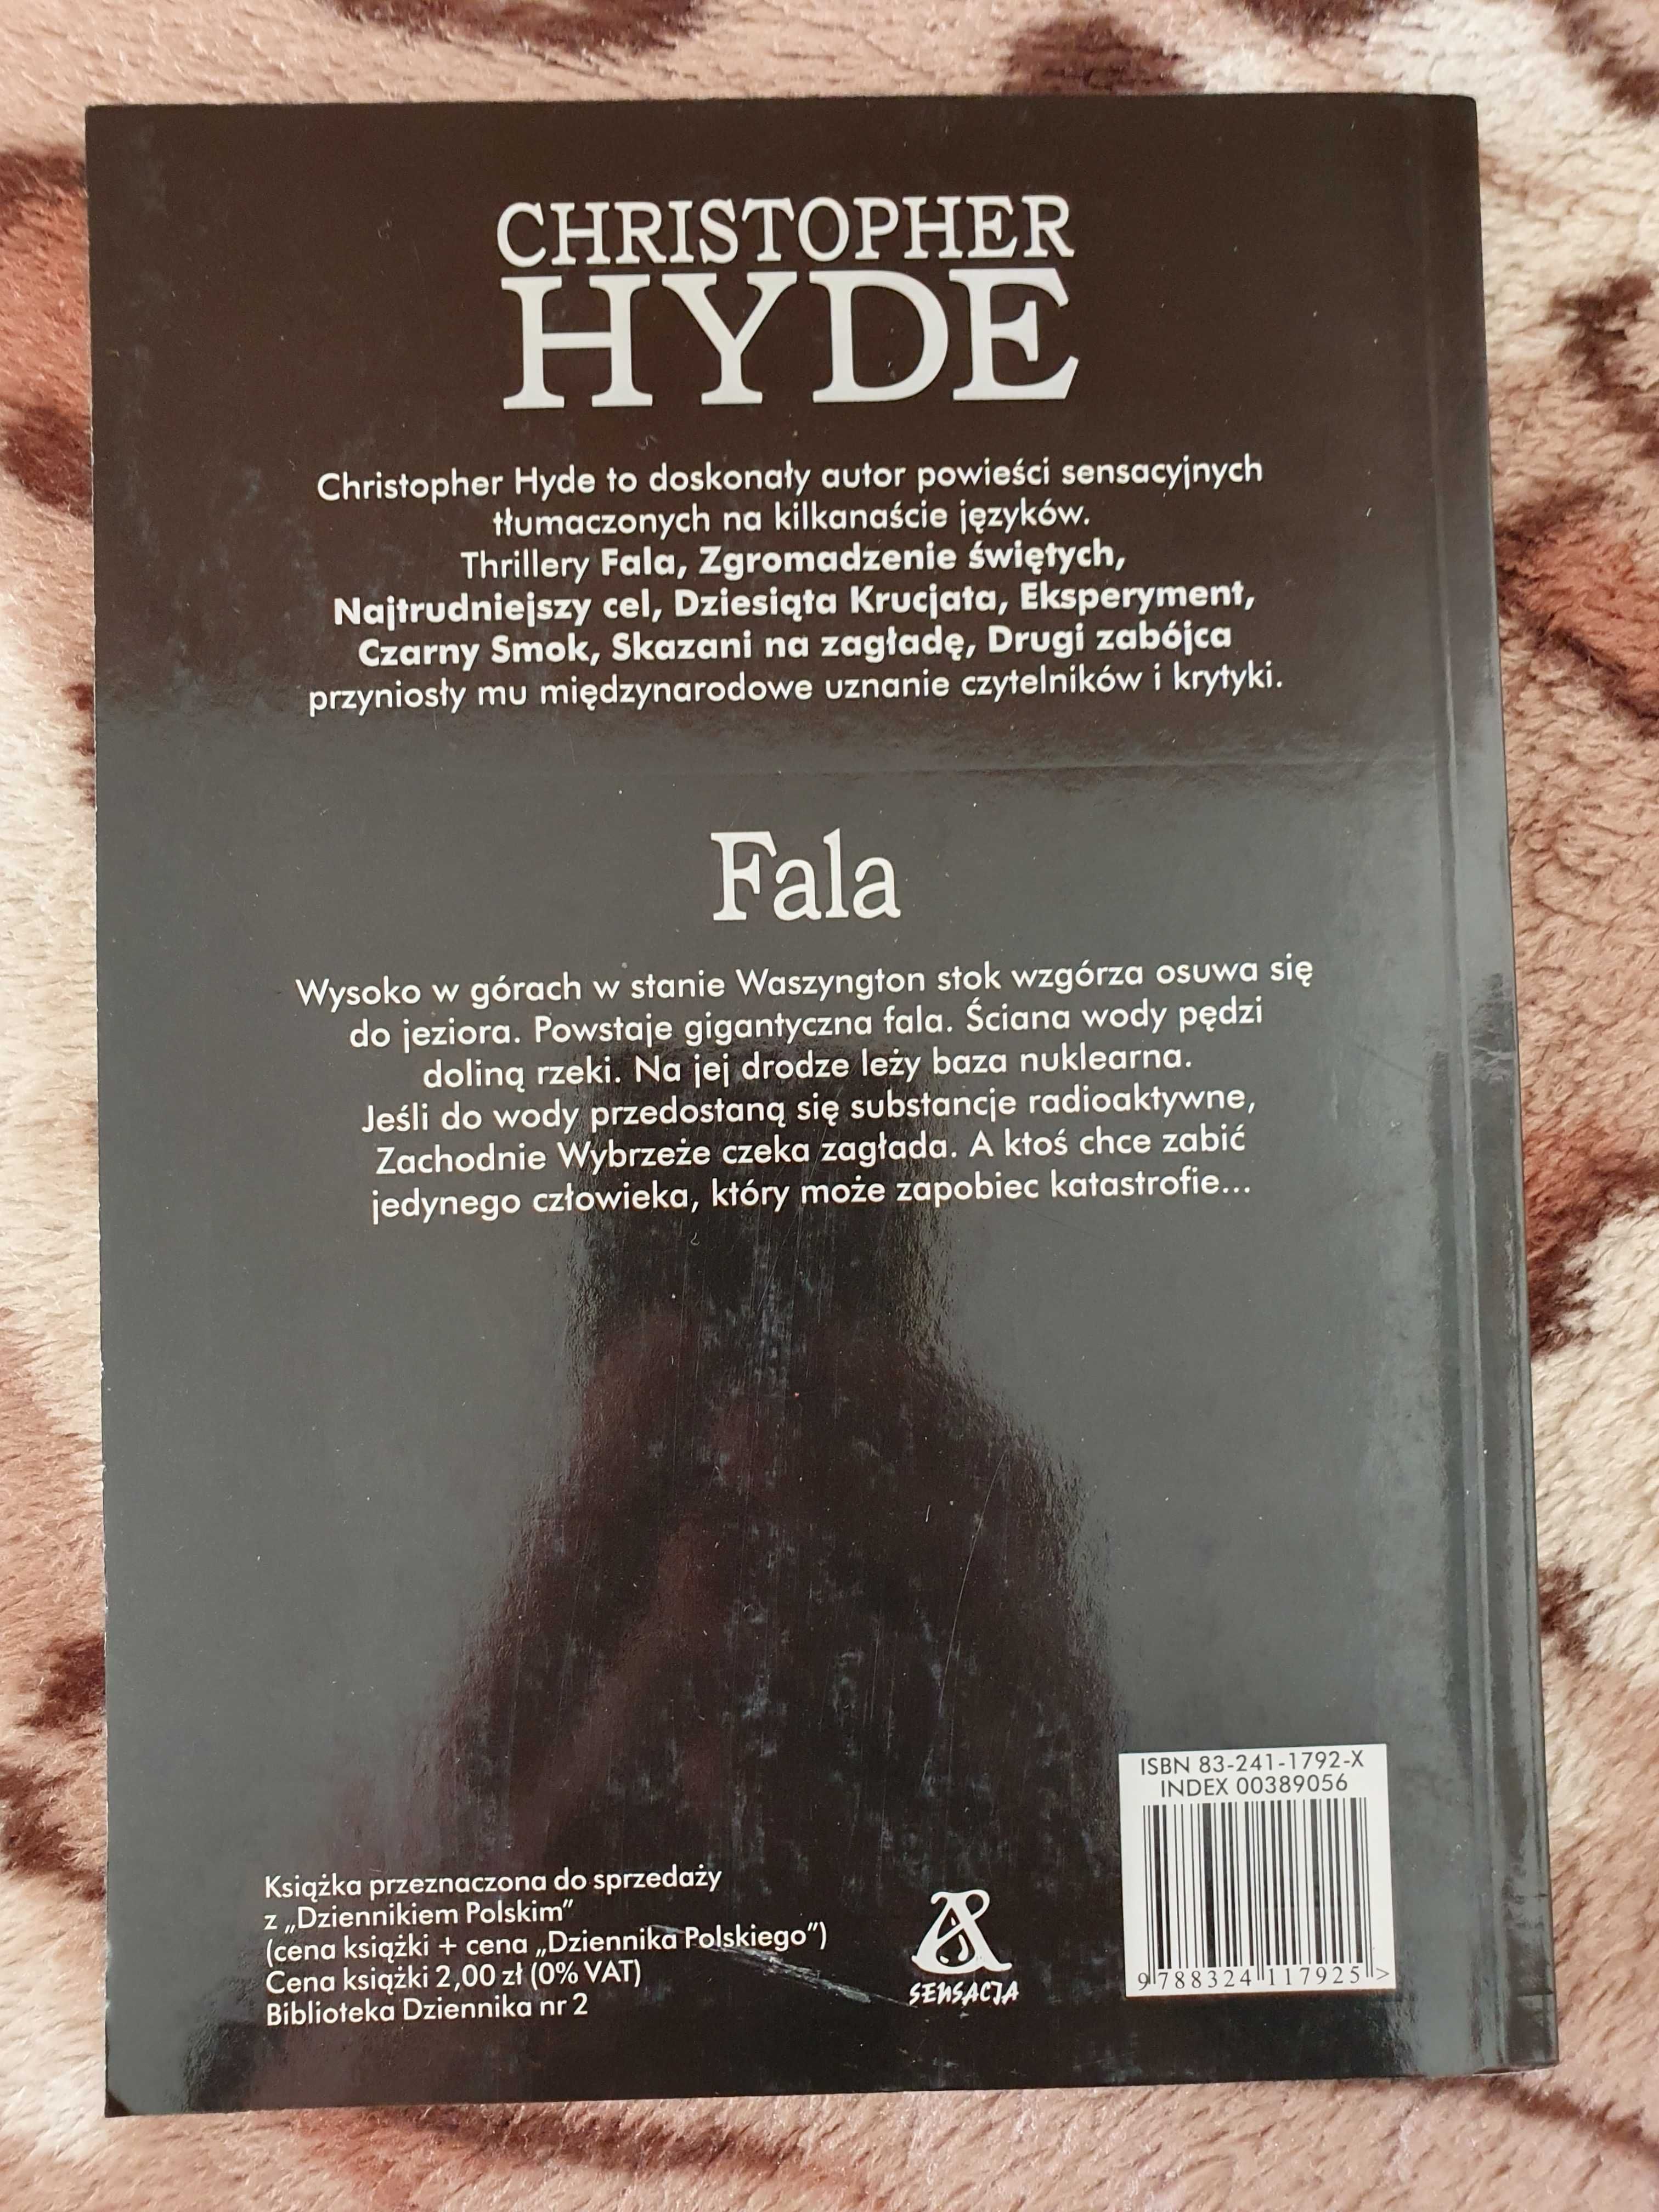 CHRISTOPHER
HYDE
Christopher Hyde to doskonały autor powieści sensacyjnych
tłumaczonych na kilkanaście języków.
Thrillery Fala, Zgromadzenie świętych,
Najtrudniejszy cel, Dziesiąta Krucjata, Eksperyment,
Czarny Smok, Skazani na zagładę, Drugi zabójca
przyniosły mu międzynarodowe uznanie czytelników i krytyki.
Fala
Wysoko w górach w stanie Waszyngton stok wzgórza osuwa się
do jeziora. Powstaje gigantyczna fala. Ściana wody pędzi
doliną rzeki. Na jej drodze leży baza nuklearna.
Jeśli do wody przedostaną się substancje radioaktywne,
Zachodnie Wybrzeże czeka zagłada. A ktoś chce zabić
jedynego człowieka, który może zapobiec katastrofie...
Książka przeznaczona do sprzedaży
z „Dziennikiem Polskim”
(cena książki + cena „Dziennika Polskiego”)
Cena książki 2,00 zł (0% VAT)
Biblioteka Dziennika nr 2
SENSACJA
ISBN 83-241-1792-X
INDEX 00389056
9 788324 117925 >